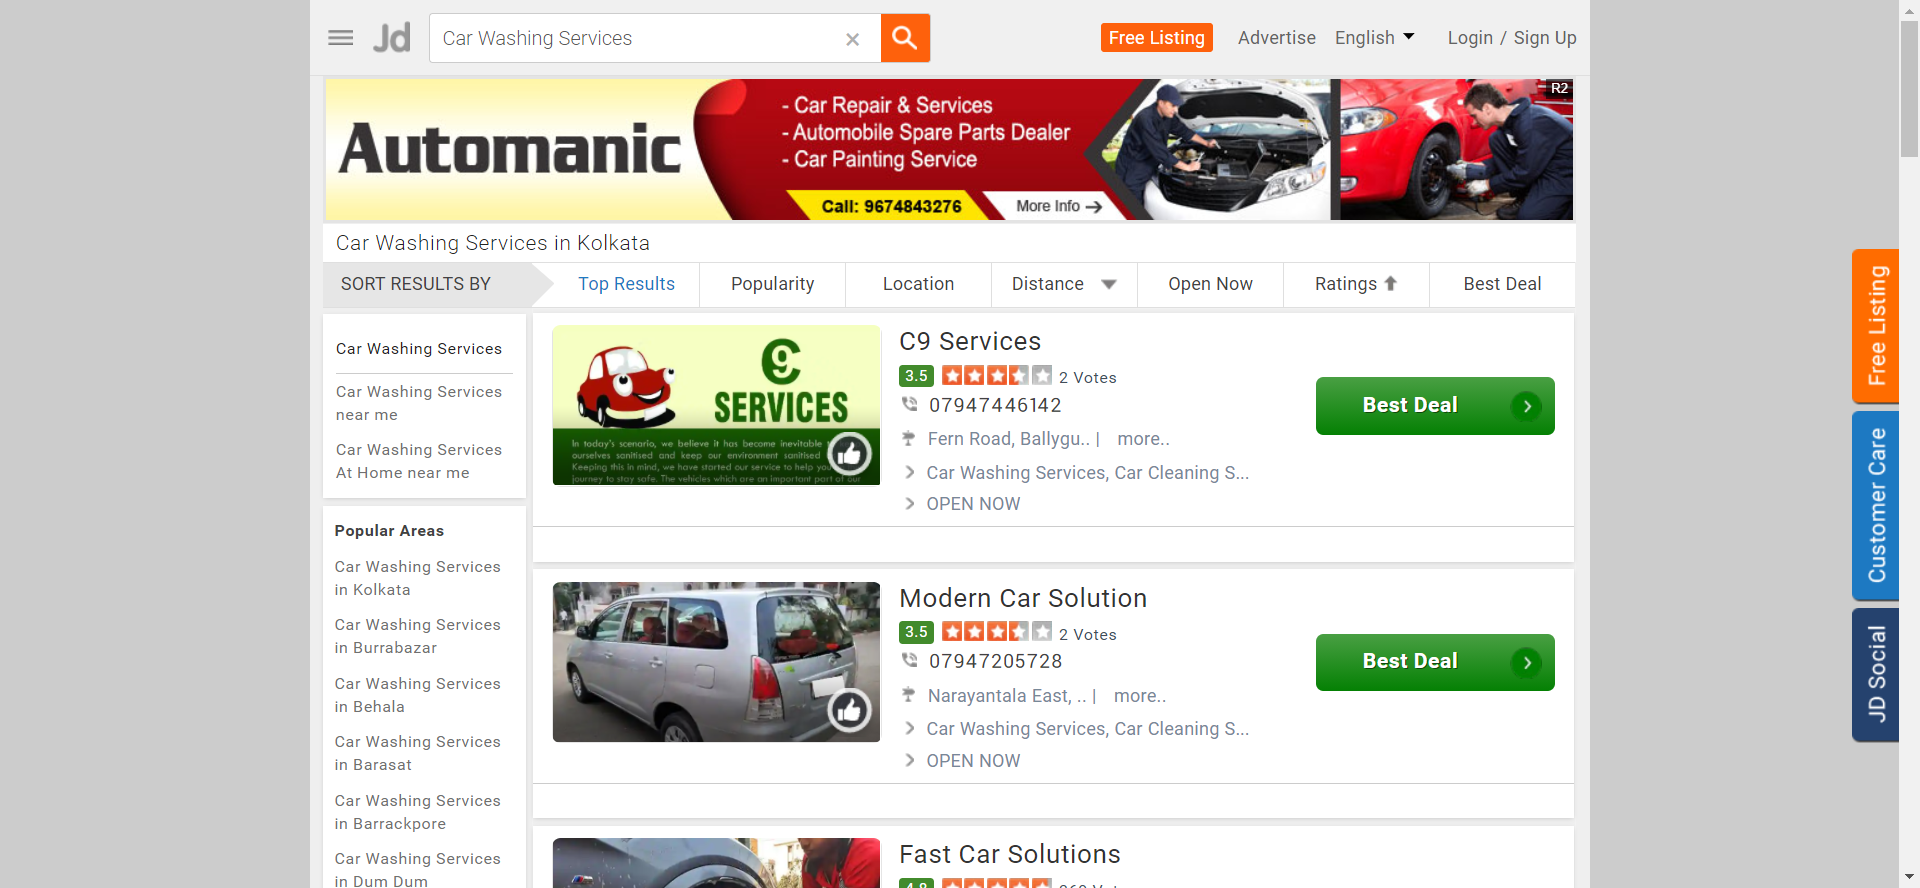 Jd
Car Washing Services
Free Listing
Advertise
English
Login / Sign Up
Automanic
- Car Repair & Services
- Automobile Spare Parts Dealer
- Car Painting Service
Call: 9674843276
More Info
R2
Car Washing Services in Kolkata
SORT RESULTS BY
Top Results
Popularity
Location
Distance
Open Now
Ratings
Best Deal
Car Washing Services
Car Washing Services
near me
Car Washing Services
At Home near me
Popular Areas
Car Washing Services
in Kolkata
Car Washing Services
in Burrabazar
Car Washing Services
in Behala
Car Washing Services
in Barasat
Car Washing Services
in Barrackpore
Car Washing Services
in Dum Dum
C9
SERVICES
In today's scenario, we believe it has become inevitable
ourselves sanitised and keep our environment sanitised
Keeping this in mind, we have started our service to help you
journey to stay safe. The vehicles which are an important part of our
C9 Services
3.5
2 Votes
07947446142
Fern Road, Ballygu.. | more..
Car Washing Services, Car Cleaning S...
OPEN NOW
Best Deal
Modern Car Solution
3.5
2 Votes
07947205728
Narayantala East, .. | more..
Car Washing Services, Car Cleaning S...
OPEN NOW
Best Deal
Fast Car Solutions
4.8
Free Listing
Customer Care
JD Social